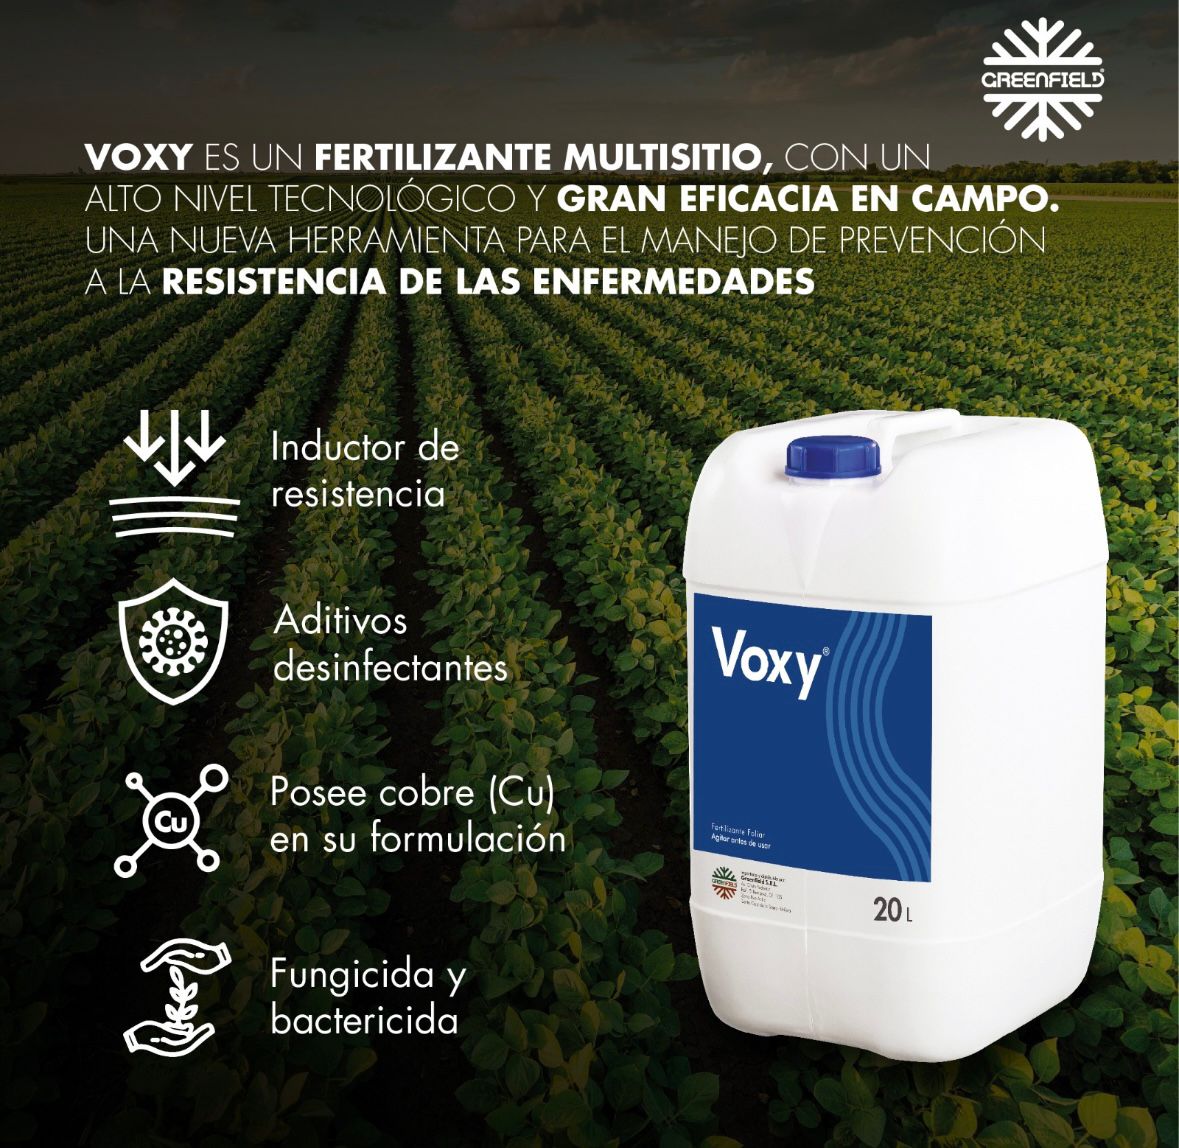 GREENFIELD®
VOXY ES UN FERTILIZANTE MULTISITIO, CON UN
ALTO NIVEL TECNOLÓGICO Y GRAN EFICACIA EN CAMPO.
UNA NUEVA HERRAMIENTA PARA EL MANEJO DE PREVENCIÓN
A LA RESISTENCIA DE LAS ENFERMEDADES
Inductor de
resistencia
Aditivos
desinfectantes
Cu
Posee cobre (Cu)
en su formulación
Fungicida y
bactericida
Voxy®
Fertilizante Foliar
Agitar antes de usar
GREENFIELD
Greenfield S.R.L.
20 L